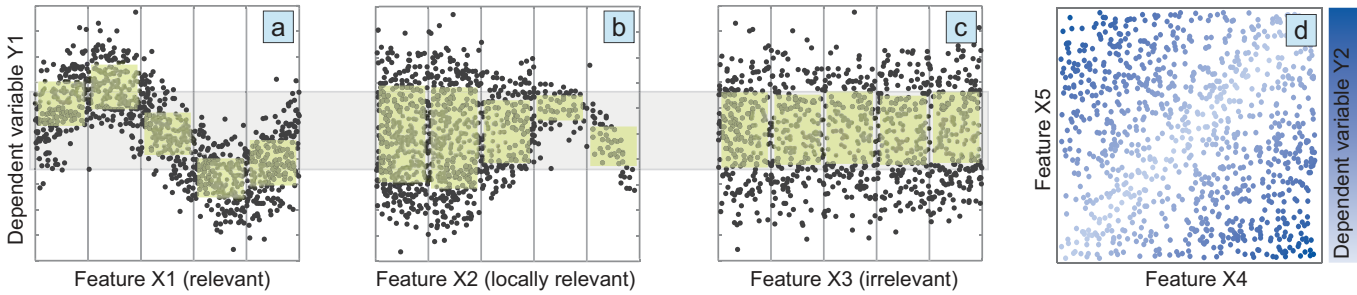 a
b
c
d
Dependent variable Y1
Feature X5
Dependent variable Y2
Feature X1 (relevant)
Feature X2 (locally relevant)
Feature X3 (irrelevant)
Feature X4